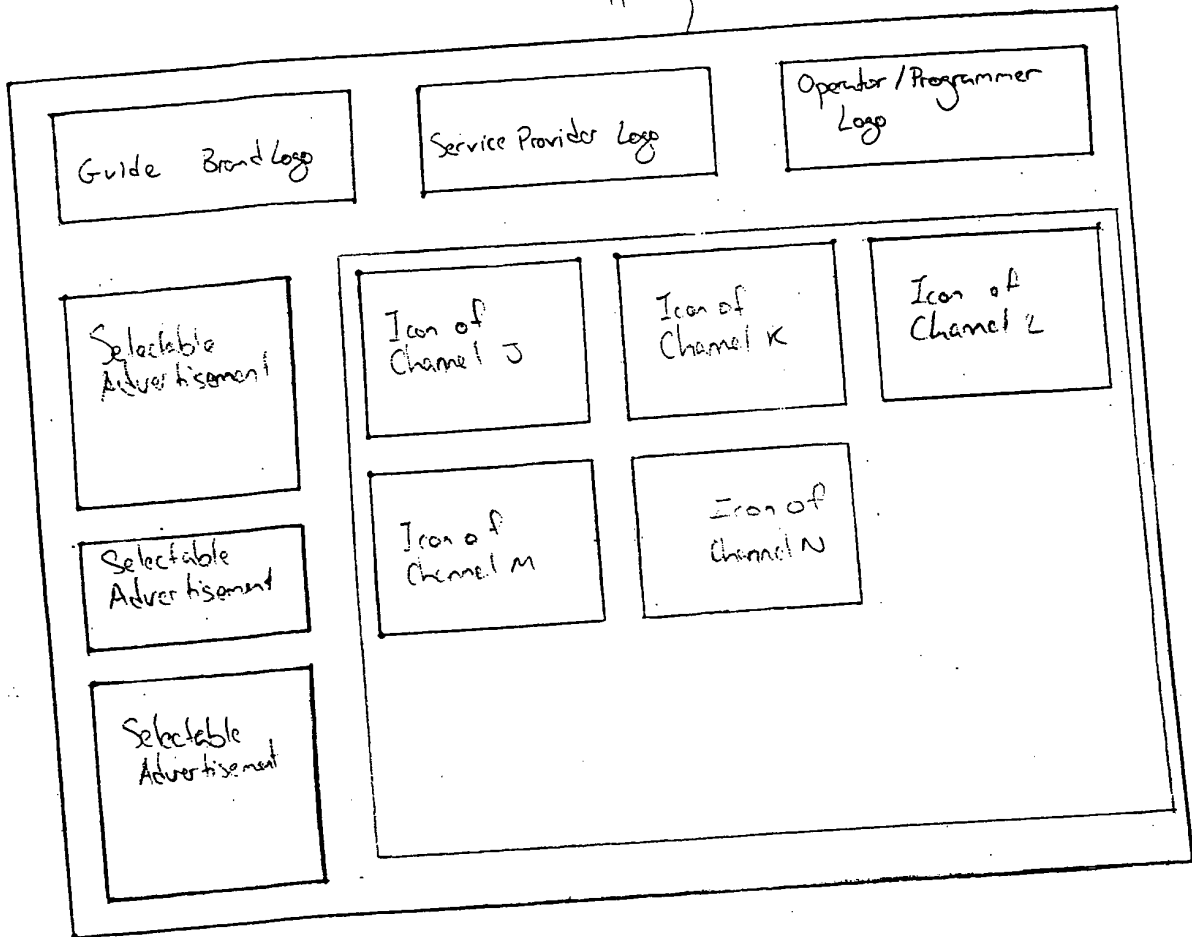 Guide Brand Logo
Service Provider Logo
Operator / Programmer
Logo
Selectable
Advertisement
Selectable
Advertisement
Selectable
Advertisement
Icon of
Channel J
Icon of
Channel K
Icon of
Channel L
Icon of
Channel M
Icon of
Channel N